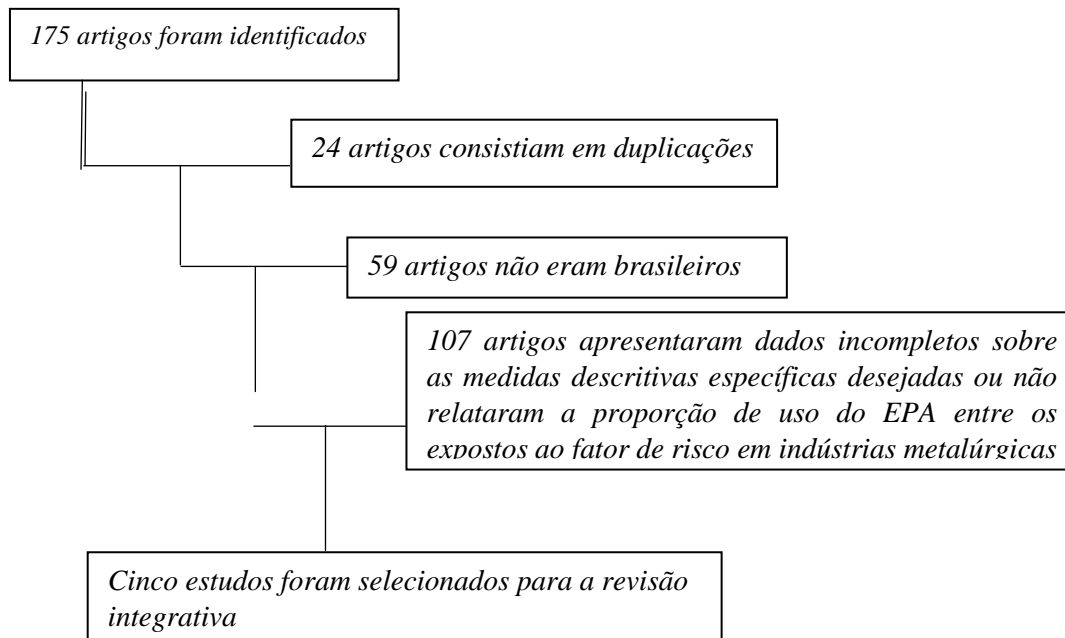 175 artigos foram identificados
24 artigos consistiam em duplicações
59 artigos não eram brasileiros
107 artigos apresentaram dados incompletos sobre
as medidas descritivas específicas desejadas ou não
relataram a proporção de uso do EPA entre os
expostos ao fator de risco em indústrias metalúrgicas
Cinco estudos foram selecionados para a revisão
integrativa